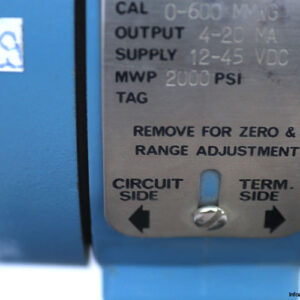 CAL 0-600 MMWG
OUTPUT 4-20 MA
SUPPLY 12-45 VDC
MWP 2000 PSI
TAG
REMOVE FOR ZERO &
RANGE ADJUSTMENT
CIRCUIT SIDE
TERM. SIDE